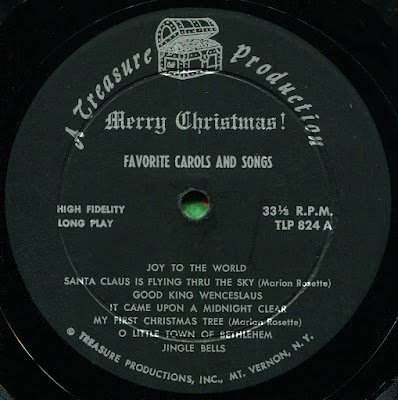 A Treasure Production
Merry Christmas!
FAVORITE CAROLS AND SONGS
HIGH FIDELITY
LONG PLAY
33⅓ R.P.M.
TLP 824 A
JOY TO THE WORLD
SANTA CLAUS IS FLYING THRU THE SKY (Marion Rosette)
GOOD KING WENCESLAUS
IT CAME UPON A MIDNIGHT CLEAR
MY FIRST CHRISTMAS TREE (Marion Rosette)
O LITTLE TOWN OF BETHLEHEM
JINGLE BELLS
© TREASURE PRODUCTIONS, INC., MT. VERNON, N. Y.